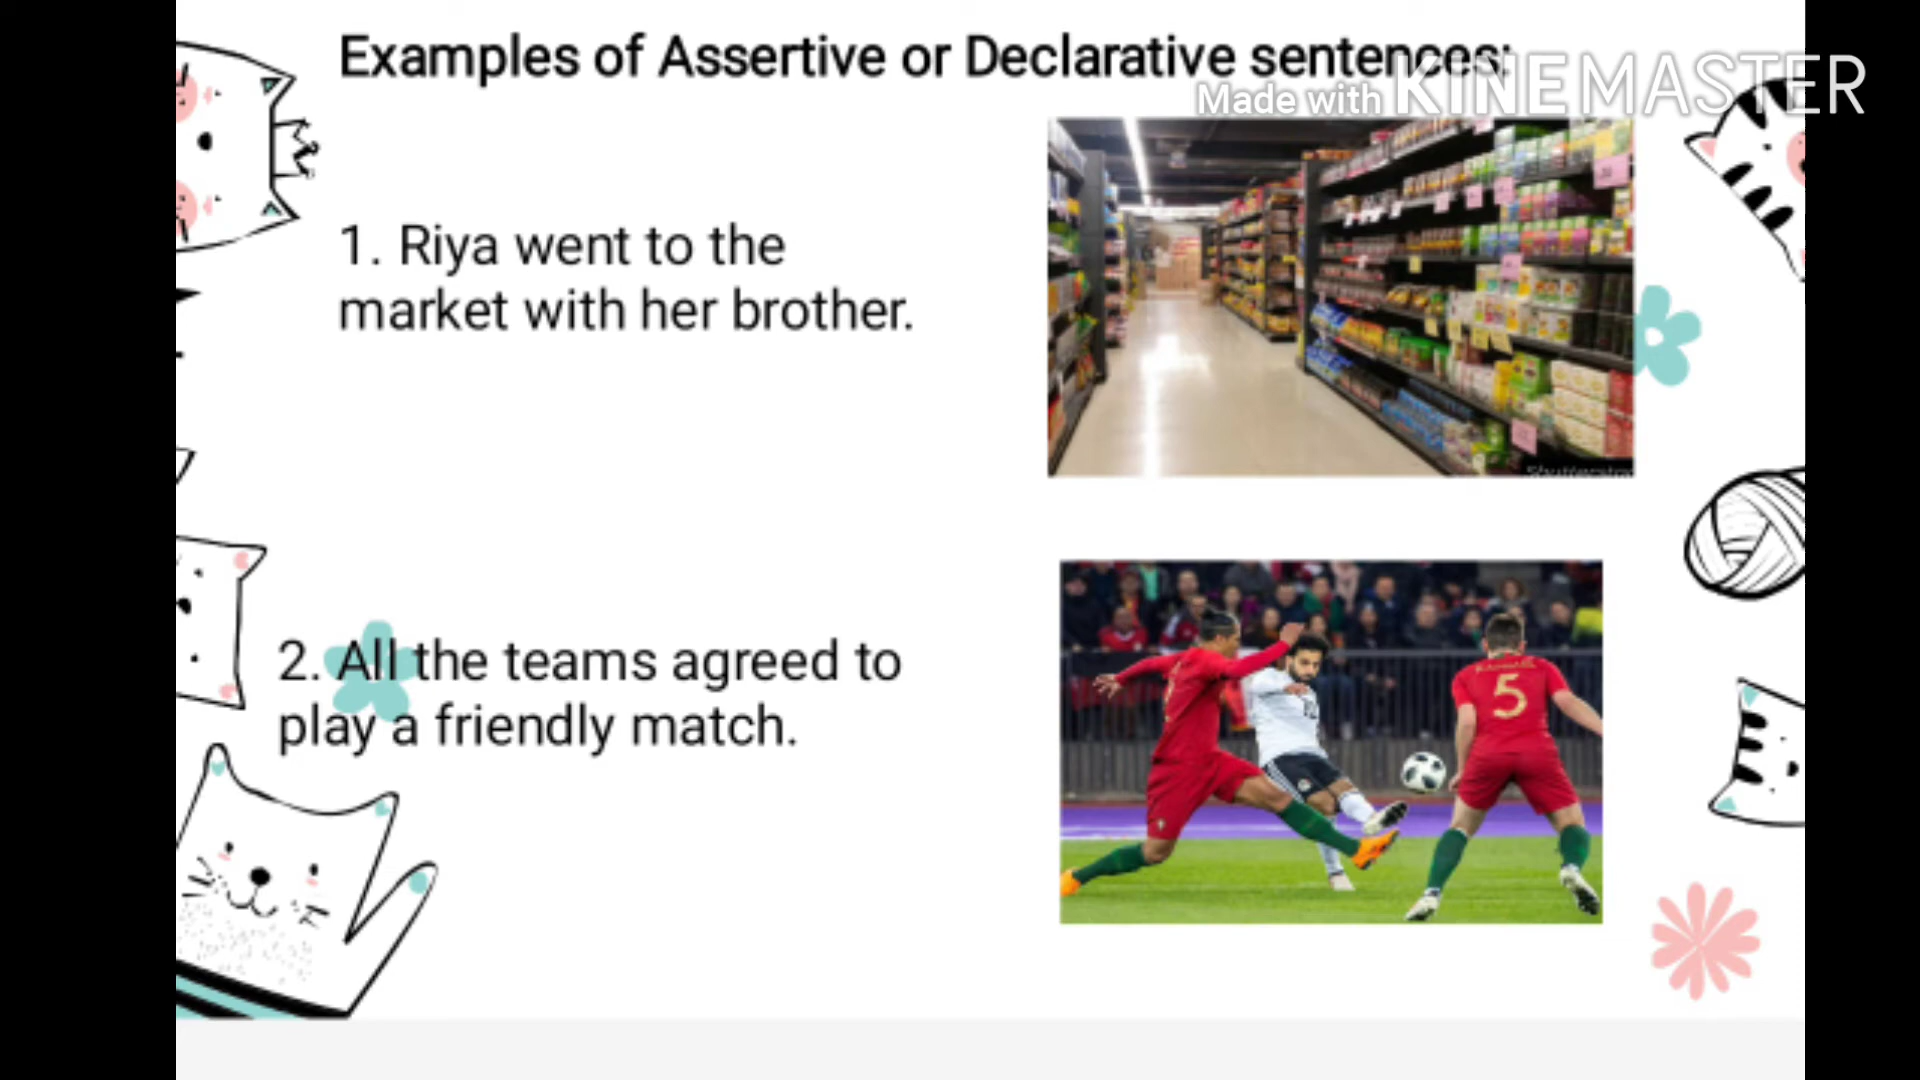 Examples of Assertive or Declarative sentences:
Made with KINEMASTER
1. Riya went to the
market with her brother.
2. All the teams agreed to
play a friendly match.
5